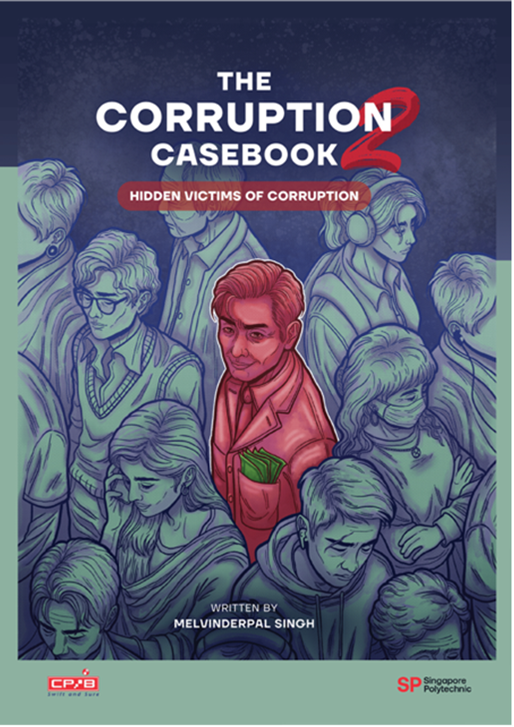 THE
CORRUPTION 2
CASEBOOK
HIDDEN VICTIMS OF CORRUPTION
WRITTEN BY
MELVINDERPAL SINGH
CPIB
Swift and Sure
SP Singapore
Polytechnic